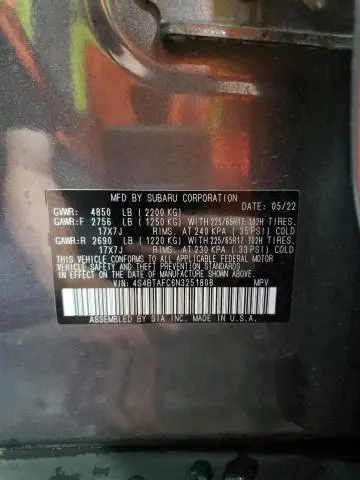 MFD BY SUBARU CORPORATION DATE: 05/22
GVWR: 4850 LB (2200 KG)
GAWR:F 2756 LB (1250 KG) WITH 225/65R17 102H TIRES.
17X7J RIMS. AT 240 KPA (35 PSI) COLD
GAWR:R 2690 LB (1220 KG) WITH 225/65R17 102H TIRES.
17X7J RIMS. AT 230 KPA (33 PSI) COLD
THIS VEHICLE CONFORMS TO ALL APPLICABLE FEDERAL MOTOR
VEHICLE SAFETY AND THEFT PREVENTION STANDARDS IN EFFECT
ON THE DATE OF MANUFACTURE SHOWN ABOVE.
VIN: 4S4BTAFC6N3251808 MPV
ASSEMBLED BY SIA INC. MADE IN U.S.A.